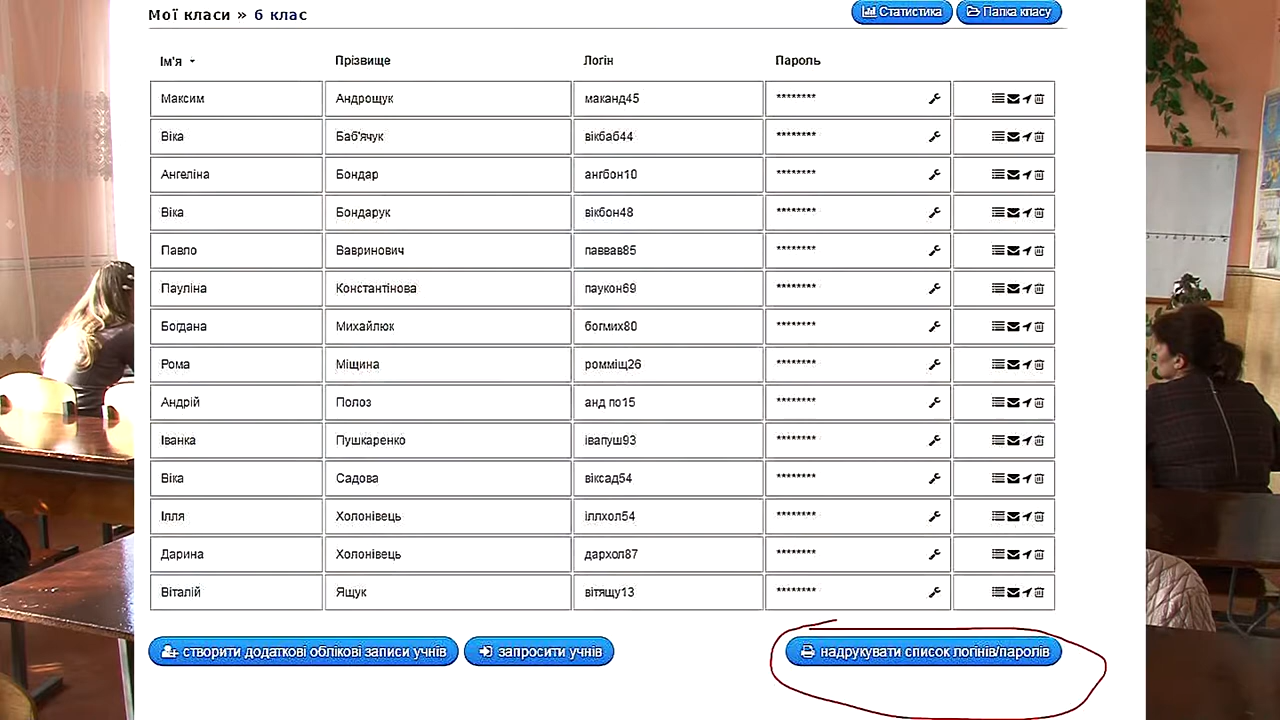 Мої класи » 6 клас
Статистика Папка класу
Ім'я Прізвище Логін Пароль
Максим Андрощук маканд45 ********
Віка Баб'ячук вікбаб44 ********
Ангеліна Бондар ангбон10 ********
Віка Бондарук вікбон48 ********
Павло Вавринович паввав85 ********
Пауліна Константінова паукон69 ********
Богдана Михайлюк богмих80 ********
Рома Міщина ромміщ26 ********
Андрій Полоз анд по15 ********
Іванка Пушкаренко івапуш93 ********
Віка Садова віксад54 ********
Ілля Холонівець іллхол54 ********
Дарина Холонівець дархол87 ********
Віталій Ящук вітящу13 ********
створити додаткові облікові записи учнів запросити учнів надрукувати список логінів/паролів